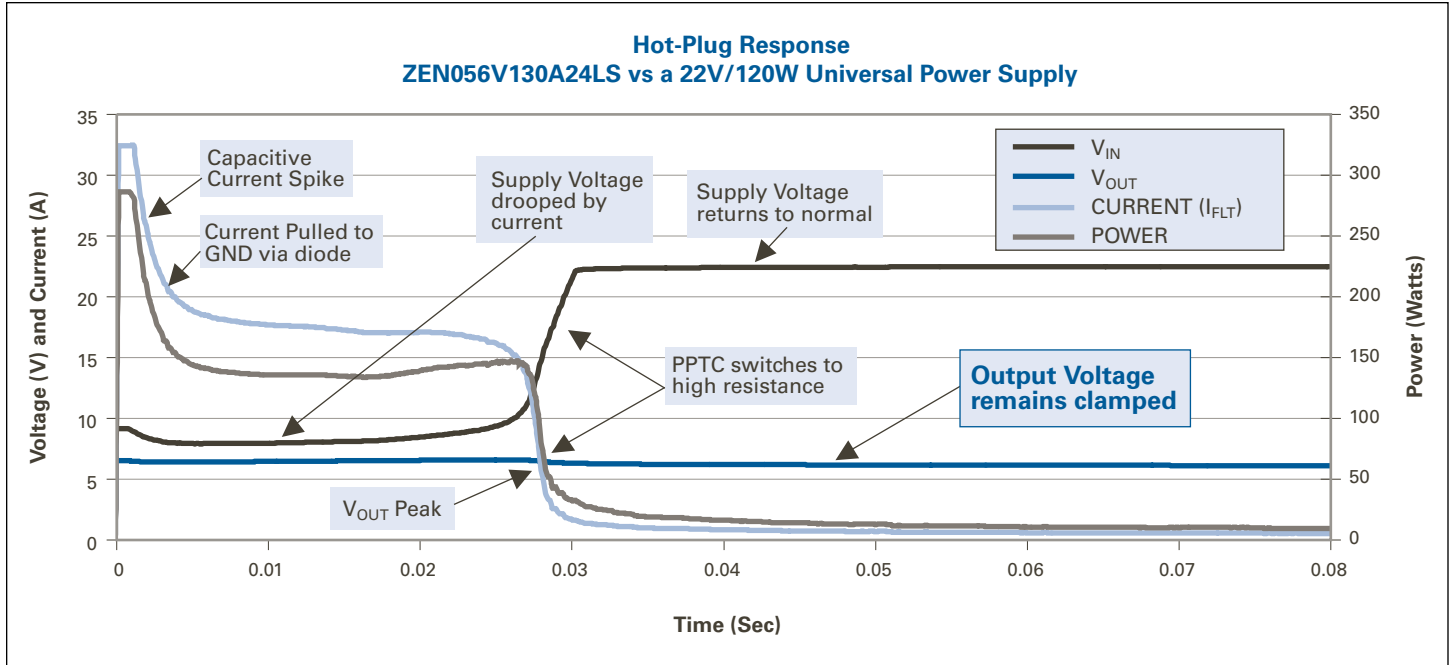 Hot-Plug Response
ZEN056V130A24LS vs a 22V/120W Universal Power Supply
35
30
25
20
15
10
5
0
Voltage (V) and Current (A)
350
300
250
200
150
100
50
0
Power (Watts)
Capacitive
Current Spike
Current Pulled to
GND via diode
Supply Voltage
drooped by
current
Supply Voltage
returns to normal
V_IN
V_OUT
CURRENT (I_FLT)
POWER
PPTC switches to
high resistance
Output Voltage
remains clamped
V_OUT Peak
0
0.01
0.02
0.03
0.04
0.05
0.06
0.07
0.08
Time (Sec)